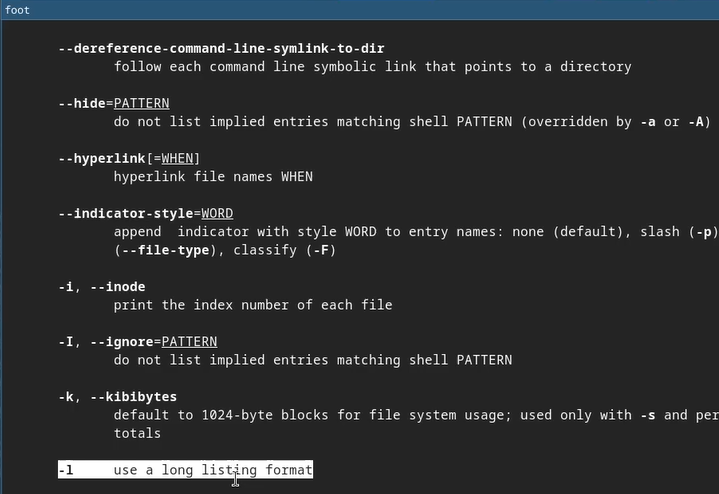 foot
--dereference-command-line-symlink-to-dir
follow each command line symbolic link that points to a directory
--hide=PATTERN
do not list implied entries matching shell PATTERN (overridden by -a or -A)
--hyperlink[=WHEN]
hyperlink file names WHEN
--indicator-style=WORD
append  indicator with style WORD to entry names: none (default), slash (-p)
(--file-type), classify (-F)
-i, --inode
print the index number of each file
-I, --ignore=PATTERN
do not list implied entries matching shell PATTERN
-k, --kibibytes
default to 1024-byte blocks for file system usage; used only with -s and per
totals
-l use a long listing format